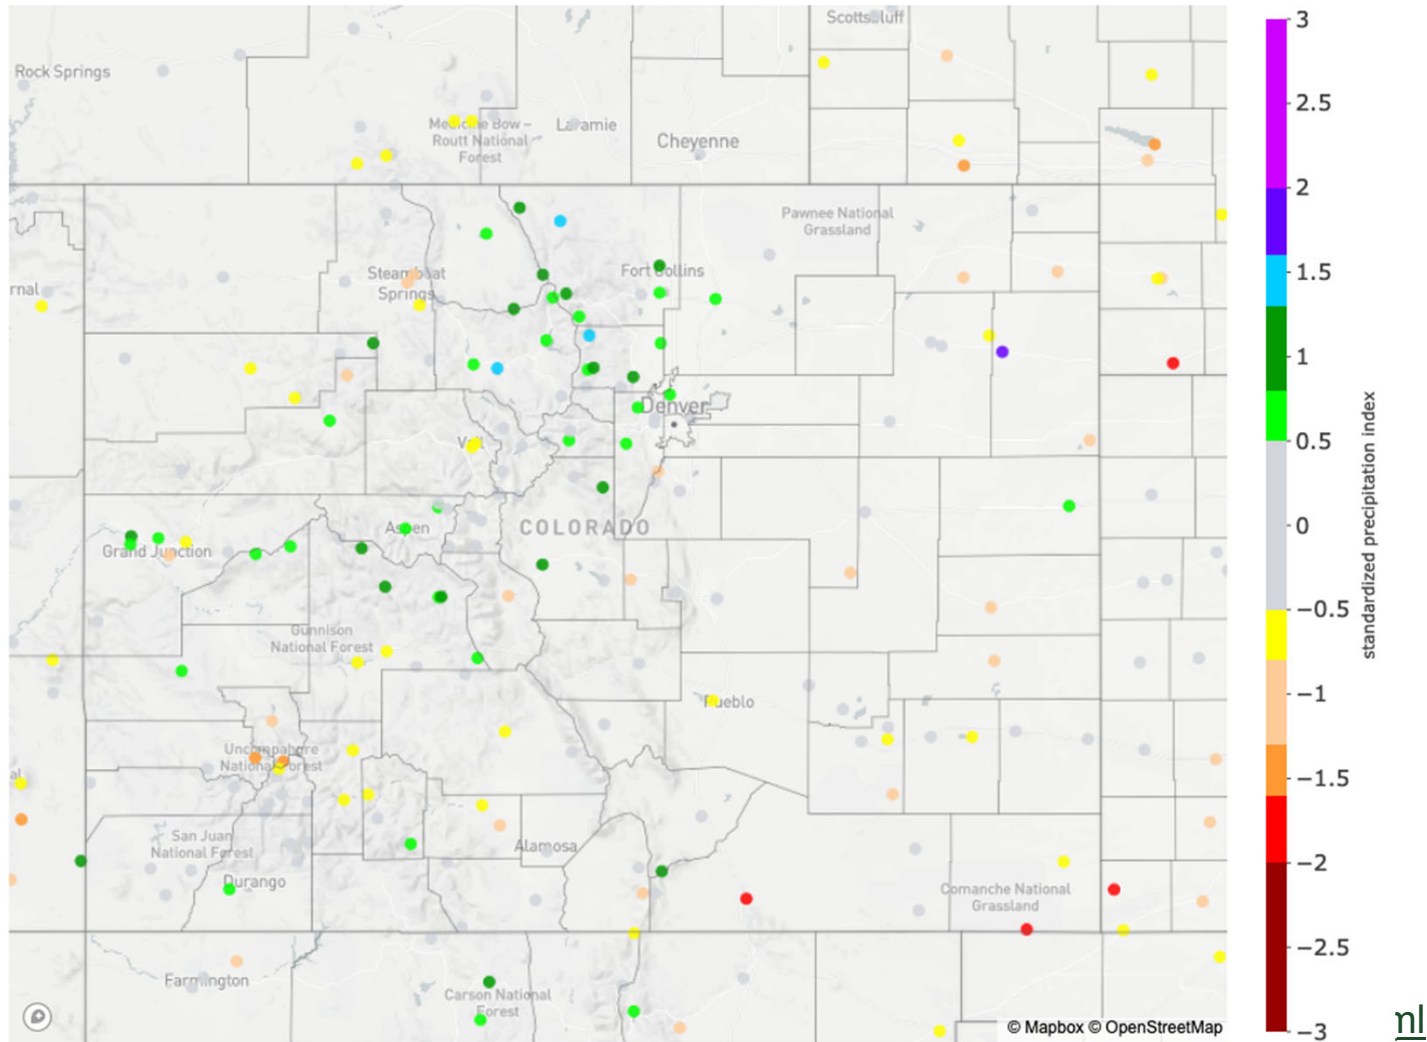 Scottsbluff
Rock Springs
Medicine Bow –
Routt National
Forest
Laramie
Cheyenne
Pawnee National
Grassland
Steamboat
Springs
Fort Collins
rnal
Denver
Vail
COLORADO
Aspen
Grand Junction
Gunnison
National Forest
Pueblo
Uncompahgre
National Forest
al
San Juan
National Forest
Alamosa
Durango
Comanche National
Grassland
Farmington
Carson National
Forest
© Mapbox © OpenStreetMap
3
2.5
2
1.5
1
0.5
0
−0.5
−1
−1.5
−2
−2.5
−3
standardized precipitation index
ml